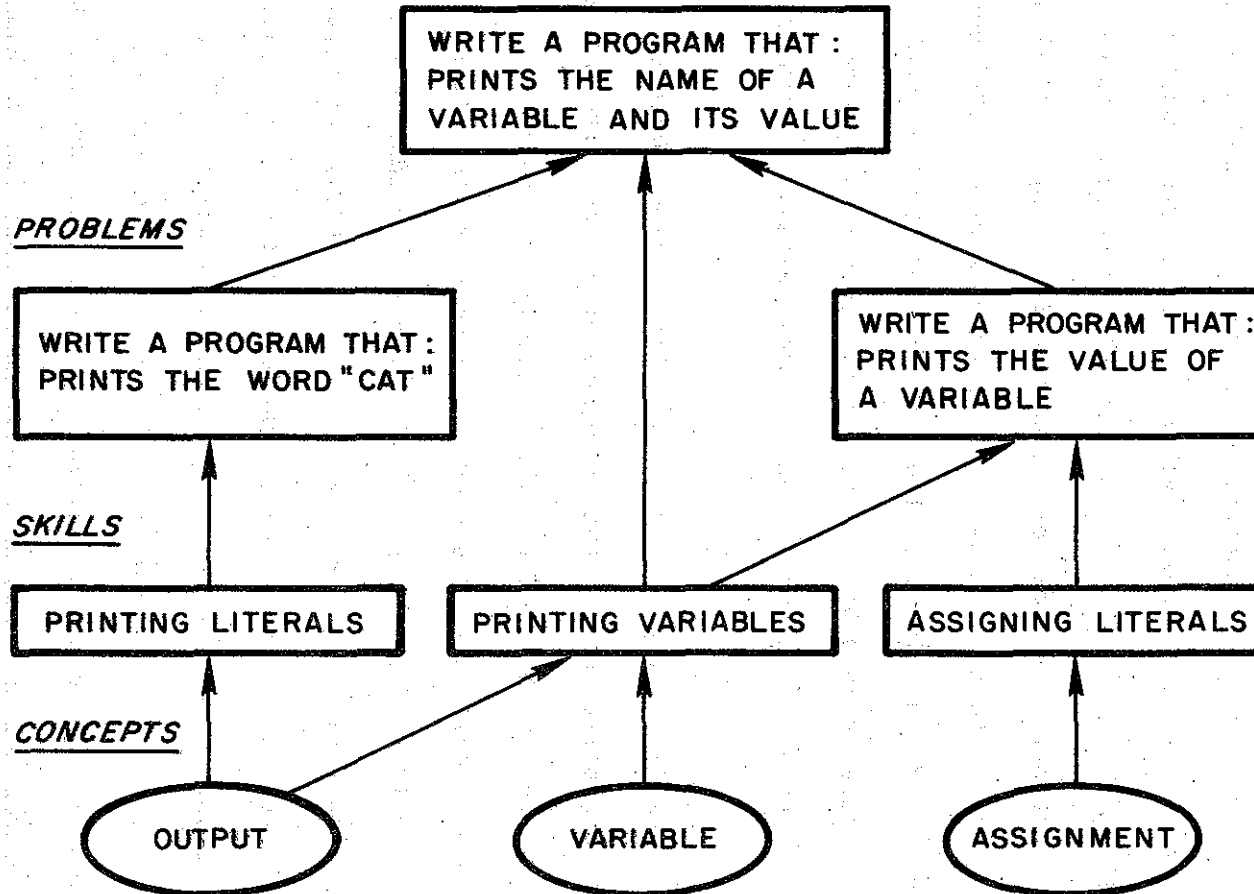 WRITE A PROGRAM THAT:
PRINTS THE NAME OF A
VARIABLE AND ITS VALUE
PROBLEMS
WRITE A PROGRAM THAT:
PRINTS THE WORD "CAT"
WRITE A PROGRAM THAT:
PRINTS THE VALUE OF
A VARIABLE
SKILLS
PRINTING LITERALS
PRINTING VARIABLES
ASSIGNING LITERALS
CONCEPTS
OUTPUT
VARIABLE
ASSIGNMENT